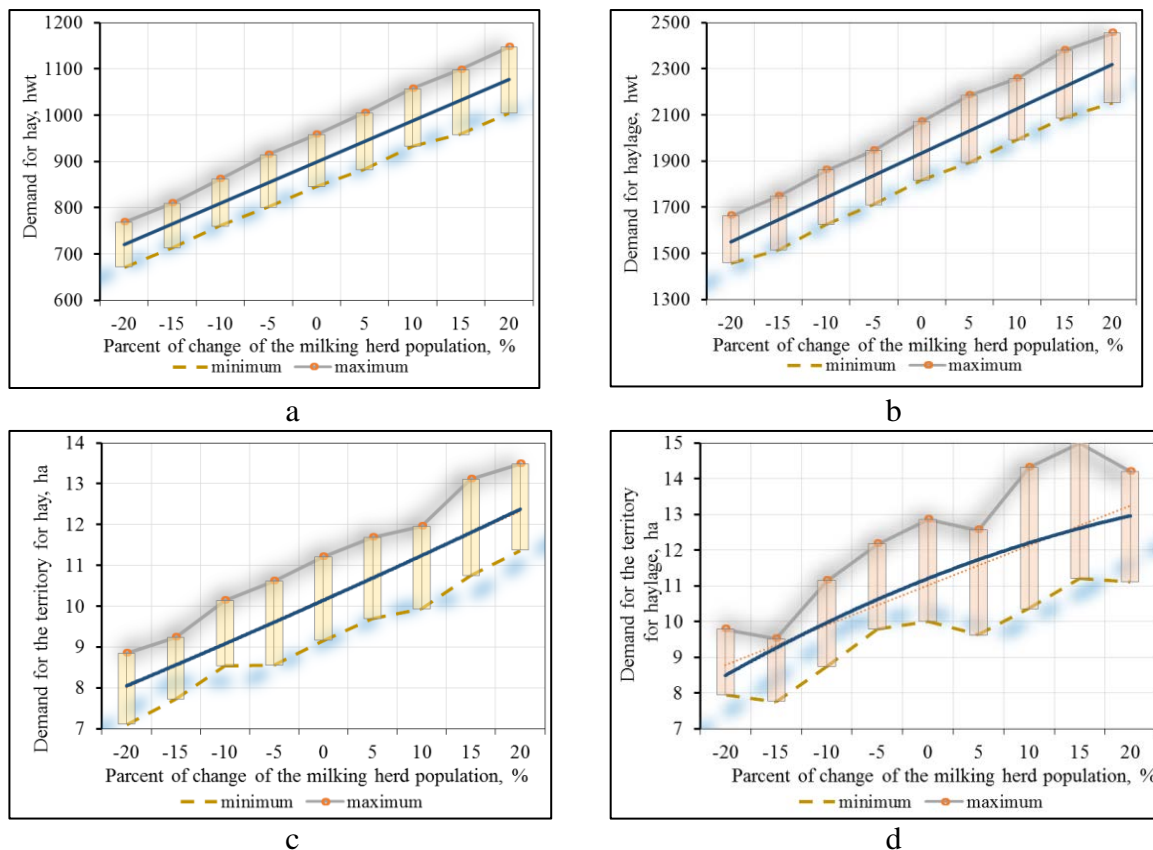 1200
1100
1000
900
800
700
600
Demand for hay, hwt
-20 -15 -10 -5 0 5 10 15 20
Parcent of change of the milking herd population, %
minimum maximum
a
2500
2300
2100
1900
1700
1500
1300
Demand for haylage, hwt
-20 -15 -10 -5 0 5 10 15 20
Parcent of change of the milking herd population, %
minimum maximum
b
14
13
12
11
10
9
8
7
Demand for the territory for hay, ha
-20 -15 -10 -5 0 5 10 15 20
Parcent of change of the milking herd population, %
minimum maximum
c
15
14
13
12
11
10
9
8
7
Demand for the territory
for haylage, ha
-20 -15 -10 -5 0 5 10 15 20
Parcent of change of the milking herd population, %
minimum maximum
d